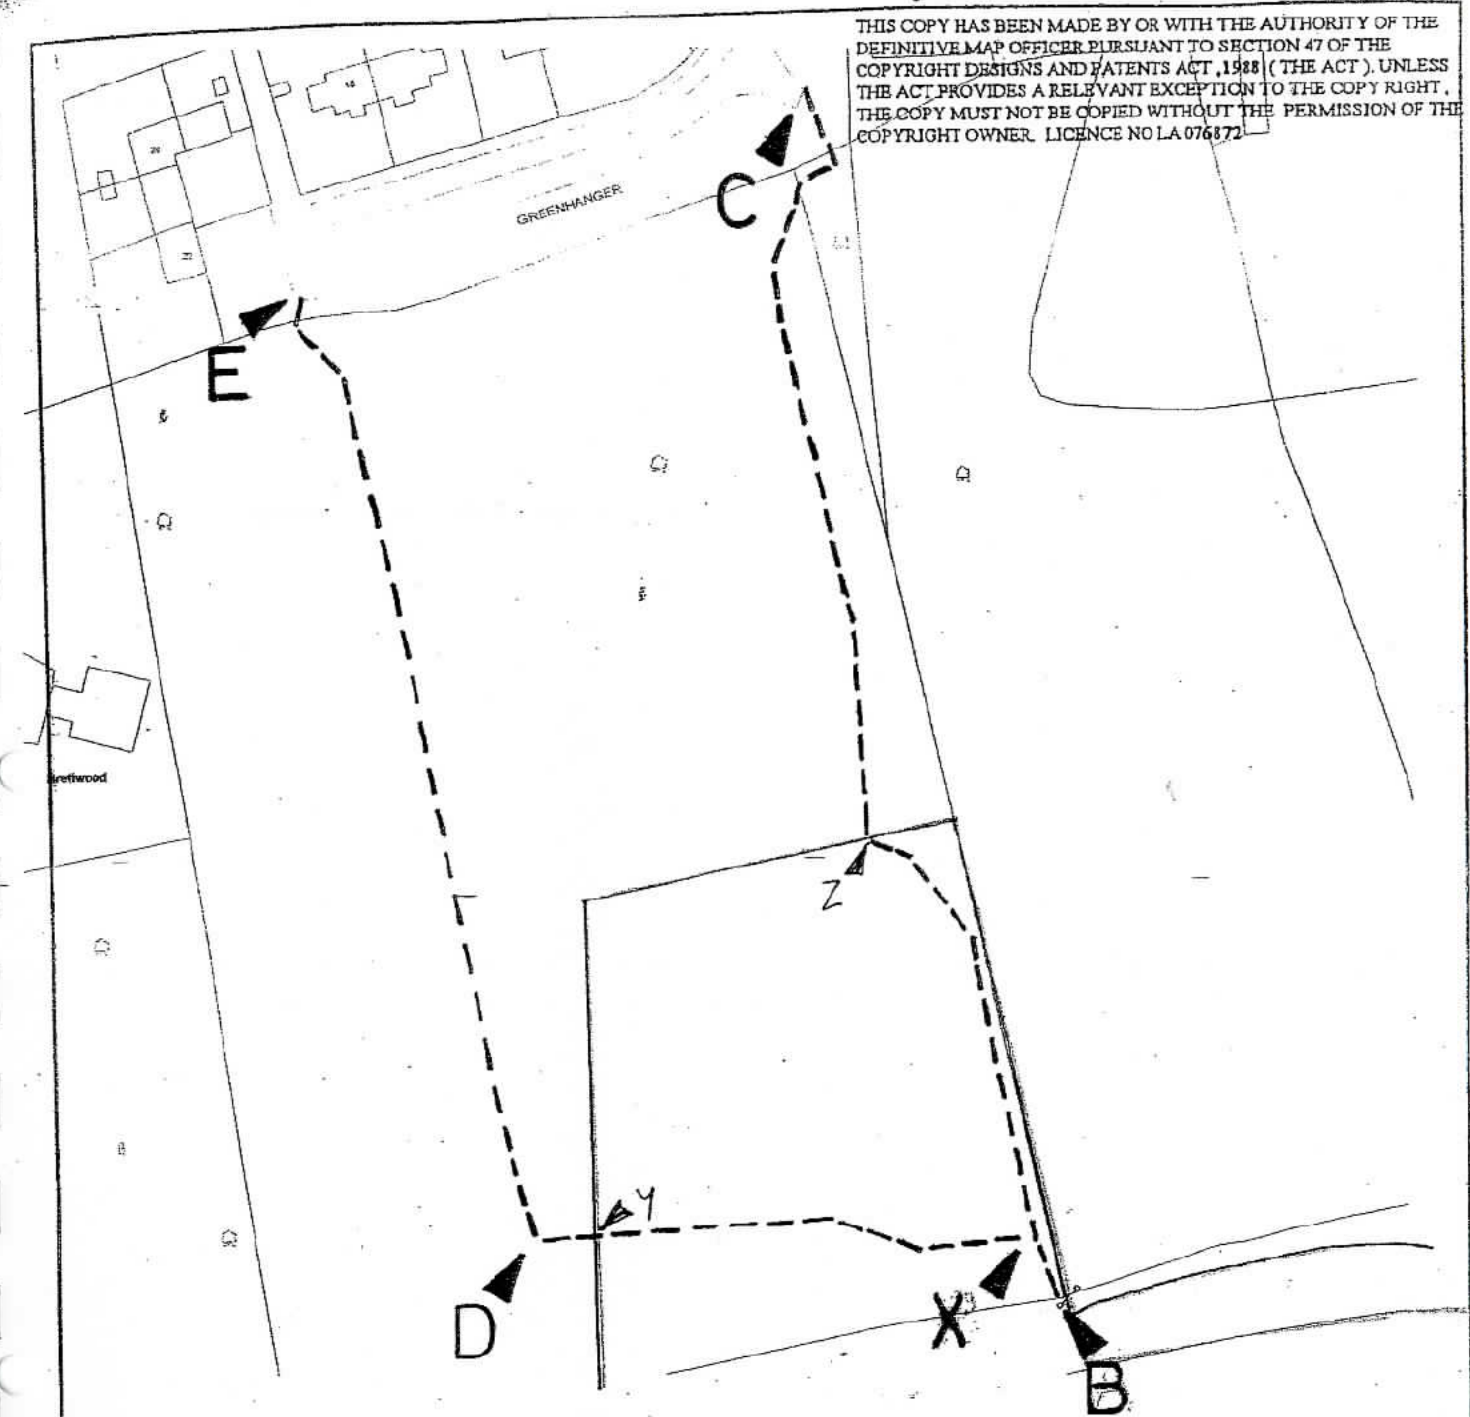 THIS COPY HAS BEEN MADE BY OR WITH THE AUTHORITY OF THE
DEFINITIVE MAP OFFICER PURSUANT TO SECTION 47 OF THE
COPYRIGHT DESIGNS AND PATENTS ACT, 1988 ( THE ACT ). UNLESS
THE ACT PROVIDES A RELEVANT EXCEPTION TO THE COPY RIGHT,
THE COPY MUST NOT BE COPIED WITHOUT THE PERMISSION OF THE
COPYRIGHT OWNER. LICENCE NO LA 076872
GREENHANGER
C
E
Z
Y
D
X
B